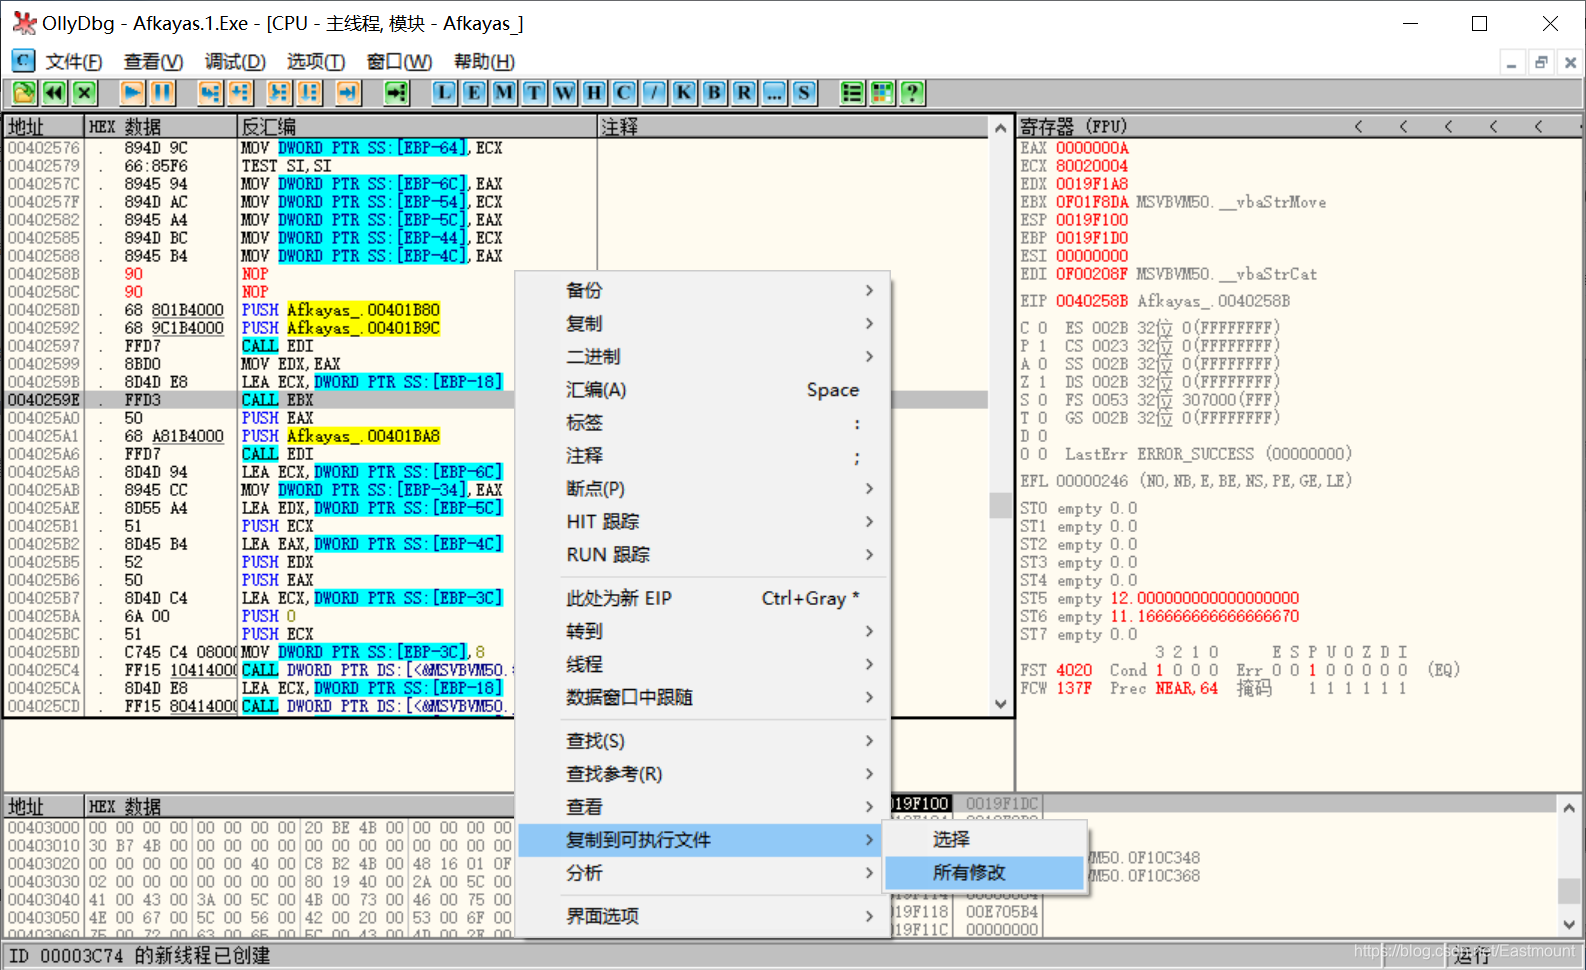 OllyDbg - Afkayas.1.Exe - [CPU - 主线程, 模块 - Afkayas_]
文件(F) 查看(V) 调试(D) 选项(T) 窗口(W) 帮助(H)
L E M T W H C / K B R ... S ?
地址 HEX 数据 反汇编 注释
00402576 . 894D 9C MOV DWORD PTR SS:[EBP-64],ECX
00402579 . 66:85F6 TEST SI,SI
0040257C . 8945 94 MOV DWORD PTR SS:[EBP-6C],EAX
0040257F . 894D AC MOV DWORD PTR SS:[EBP-54],ECX
00402582 . 8945 A4 MOV DWORD PTR SS:[EBP-5C],EAX
00402585 . 894D BC MOV DWORD PTR SS:[EBP-44],ECX
00402588 . 8945 B4 MOV DWORD PTR SS:[EBP-4C],EAX
0040258B 90 NOP
0040258C 90 NOP
0040258D . 68 801B4000 PUSH Afkayas_.00401B80
00402592 . 68 9C1B4000 PUSH Afkayas_.00401B9C
00402597 . FFD7 CALL EDI
00402599 . 8BD0 MOV EDX,EAX
0040259B . 8D4D E8 LEA ECX,DWORD PTR SS:[EBP-18]
0040259E . FFD3 CALL EBX
004025A0 . 50 PUSH EAX
004025A1 . 68 A81B4000 PUSH Afkayas_.00401BA8
004025A6 . FFD7 CALL EDI
004025A8 . 8D4D 94 LEA ECX,DWORD PTR SS:[EBP-6C]
004025AB . 8945 CC MOV DWORD PTR SS:[EBP-34],EAX
004025AE . 8D55 A4 LEA EDX,DWORD PTR SS:[EBP-5C]
004025B1 . 51 PUSH ECX
004025B2 . 8D45 B4 LEA EAX,DWORD PTR SS:[EBP-4C]
004025B5 . 52 PUSH EDX
004025B6 . 50 PUSH EAX
004025B7 . 8D4D C4 LEA ECX,DWORD PTR SS:[EBP-3C]
004025BA . 6A 00 PUSH 0
004025BC . 51 PUSH ECX
004025BD . C745 C4 0800 MOV DWORD PTR SS:[EBP-3C],8
004025C4 . FF15 10414000 CALL DWORD PTR DS:[<&MSVBVM50.
004025CA . 8D4D E8 LEA ECX,DWORD PTR SS:[EBP-18]
004025CD . FF15 80414000 CALL DWORD PTR DS:[<&MSVBVM50.
寄存器 (FPU) < < < < <
EAX 0000000A
ECX 80020004
EDX 0019F1A8
EBX 0F01F8DA MSVBVM50.__vbaStrMove
ESP 0019F100
EBP 0019F1D0
ESI 00000000
EDI 0F00208F MSVBVM50.__vbaStrCat
EIP 0040258B Afkayas_.0040258B
C 0 ES 002B 32位 0(FFFFFFFF)
P 1 CS 0023 32位 0(FFFFFFFF)
A 0 SS 002B 32位 0(FFFFFFFF)
Z 1 DS 002B 32位 0(FFFFFFFF)
S 0 FS 0053 32位 307000(FFF)
T 0 GS 002B 32位 0(FFFFFFFF)
D 0
O 0 LastErr ERROR_SUCCESS (00000000)
EFL 00000246 (NO,NB,E,BE,NS,PE,GE,LE)
ST0 empty 0.0
ST1 empty 0.0
ST2 empty 0.0
ST3 empty 0.0
ST4 empty 0.0
ST5 empty 12.000000000000000000
ST6 empty 11.166666666666666670
ST7 empty 0.0
3 2 1 0 E S P U O Z D I
FST 4020 Cond 1 0 0 0 Err 0 0 1 0 0 0 0 0 (EQ)
FCW 137F Prec NEAR,64 掩码 1 1 1 1 1 1
备份
复制
二进制
汇编(A) Space
标签 :
注释 ;
断点(P)
HIT 跟踪
RUN 跟踪
此处为新 EIP Ctrl+Gray *
转到
线程
数据窗口中跟随
查找(S)
查找参考(R)
查看
复制到可执行文件
分析
界面选项
选择
所有修改
地址 HEX 数据
00403000 00 00 00 00 00 00 00 00 20 BE 4B 00 00 00 00 00
00403010 30 B7 4B 00 00 00 00 00 00 00 00 00 00 00 00 00
00403020 00 00 00 00 00 00 40 00 C8 B2 4B 00 48 16 01 0F
00403030 02 00 00 00 00 00 00 00 80 19 40 00 2A 00 5C 00
00403040 41 00 43 00 3A 00 5C 00 4B 00 73 00 46 00 75 00
00403050 4E 00 67 00 5C 00 56 00 42 00 20 00 53 00 6F 00
00403060 75 00 72 00 63 00 65 00 5C 00 43 00 4D 00 2F 00
019F100 0019F1DC
VM50.0F10C348
VM50.0F10C368
019F114 00000004
019F118 00E705B4
019F11C 00000000
ID 00003C74 的新线程已创建
运行
https://blog.csdn.net/Eastmount